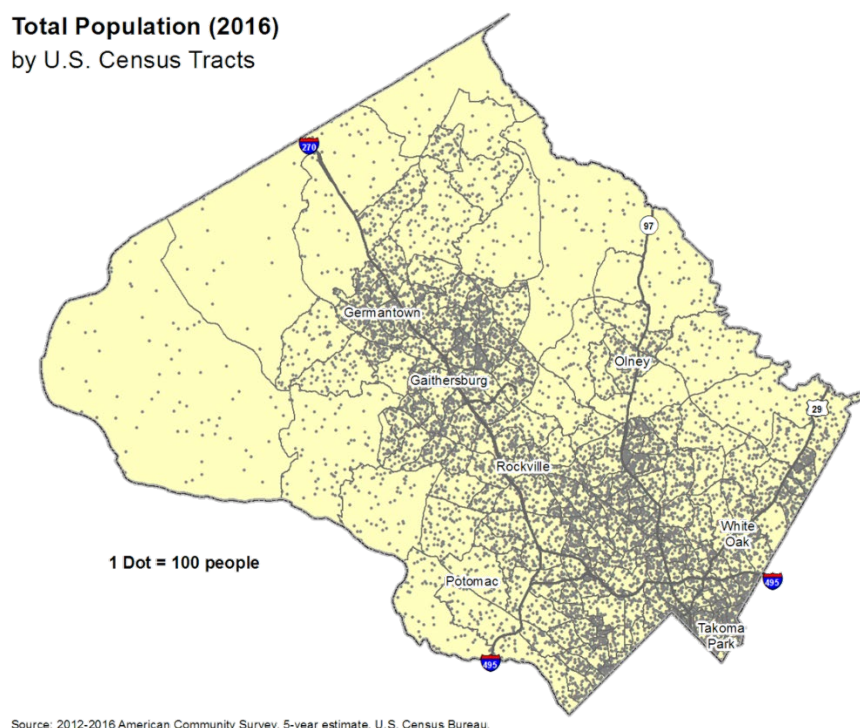 Total Population (2016)
by U.S. Census Tracts
270
97
Germantown
Olney
Gaithersburg
29
Rockville
White
Oak
1 Dot = 100 people
Potomac
495
Takoma
Park
495
Source: 2012-2016 American Community Survey, 5-year estimate, U.S. Census Bureau.